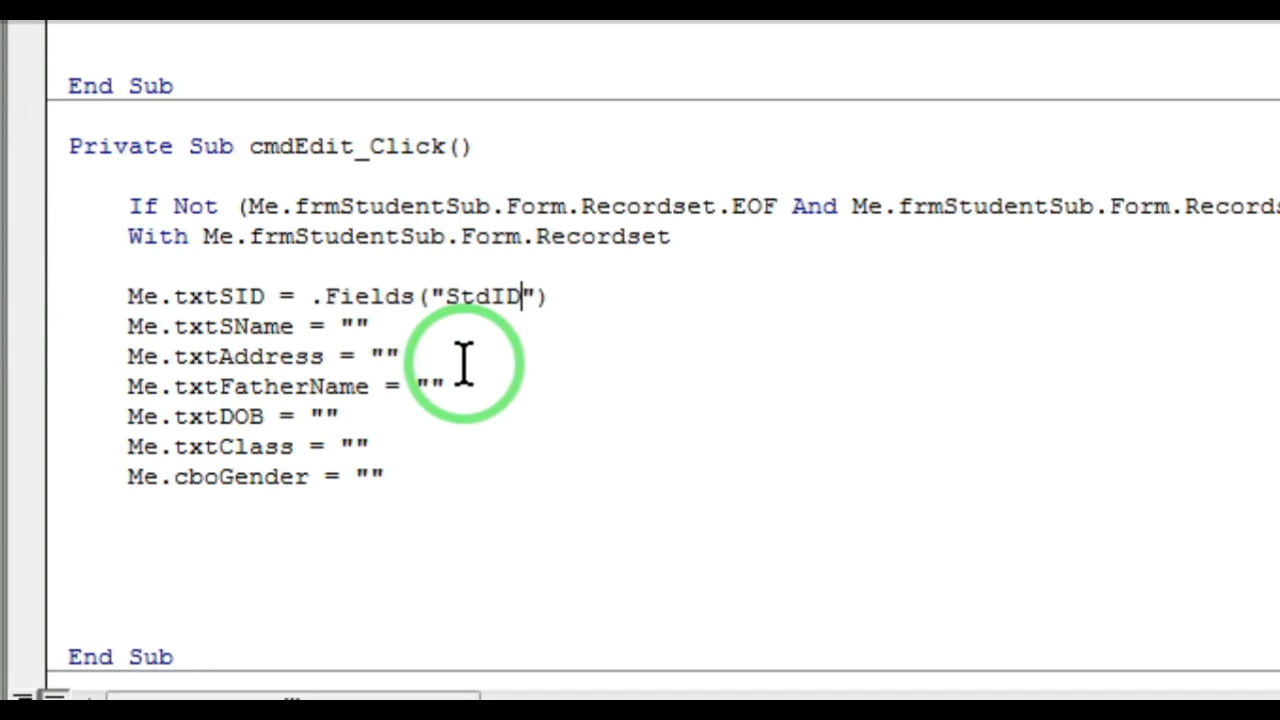 End Sub
Private Sub cmdEdit_Click()
If Not (Me.frmStudentSub.Form.Recordset.EOF And Me.frmStudentSub.Form.Records
With Me.frmStudentSub.Form.Recordset
Me.txtSID = .Fields("StdID")
Me.txtSName = ""
Me.txtAddress = ""
Me.txtFatherName = ""
Me.txtDOB = ""
Me.txtClass = ""
Me.cboGender = ""
End Sub